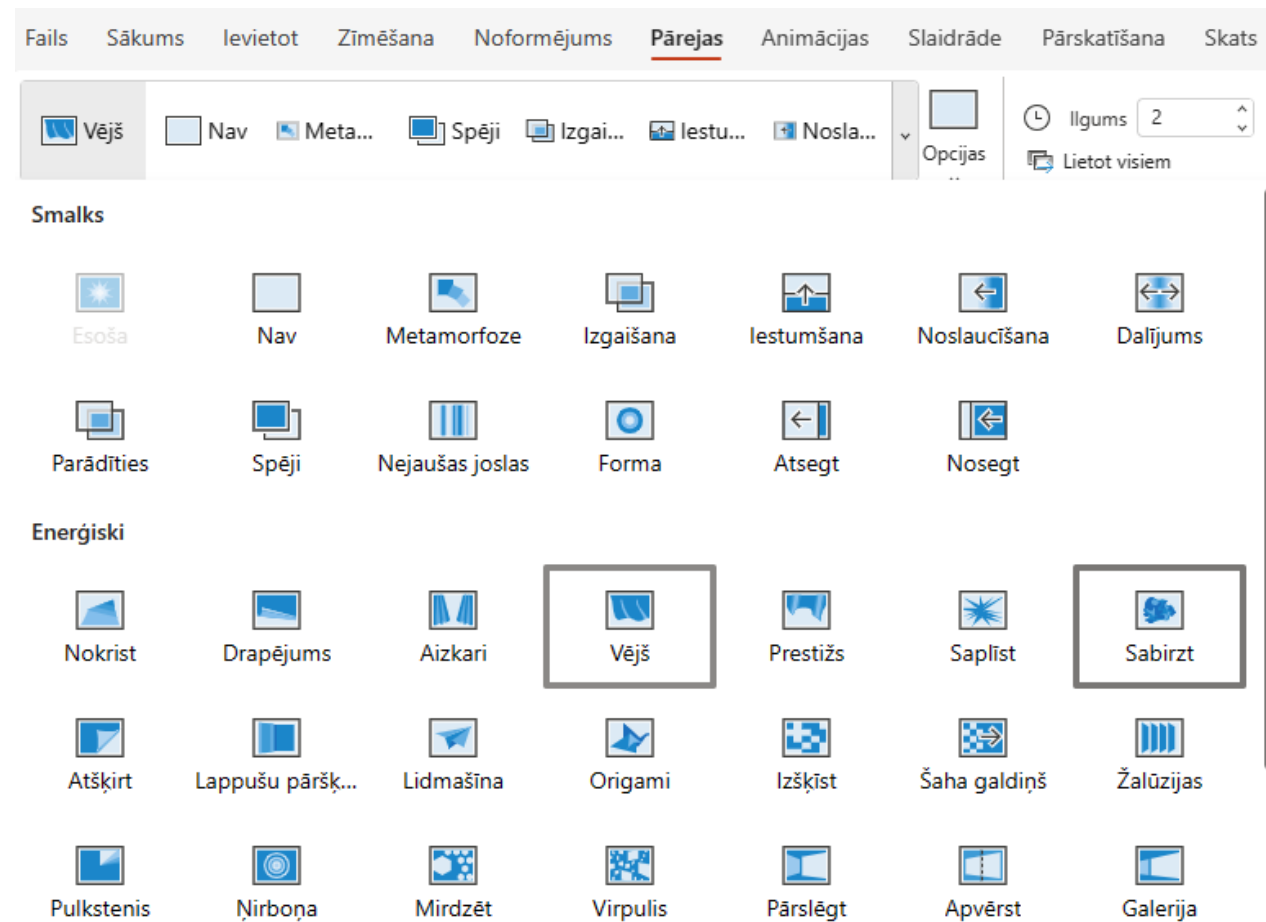 Fails Sākums Ievietot Zīmēšana Noformējums Pārejas Animācijas Slaidrāde Pārskatīšana Skats
Vējš Nav Meta... Spēji Izgai... Iestu... Nosla... Opcijas Ilgums 2
Lietot visiem
Smalks
Esoša Nav Metamorfoze Izgaišana Iestumšana Noslaucīšana Dalījums
Parādīties Spēji Nejaušas joslas Forma Atsegt Nosegt
Enerģiski
Nokrist Drapējums Aizkari Vējš Prestižs Saplīst Sabirzt
Atšķirt Lappušu pāršķ... Lidmašīna Origami Izšķīst Šaha galdiņš Žalūzijas
Pulkstenis Ņirboņa Mirdzēt Virpulis Pārslēgt Apvērst Galerija